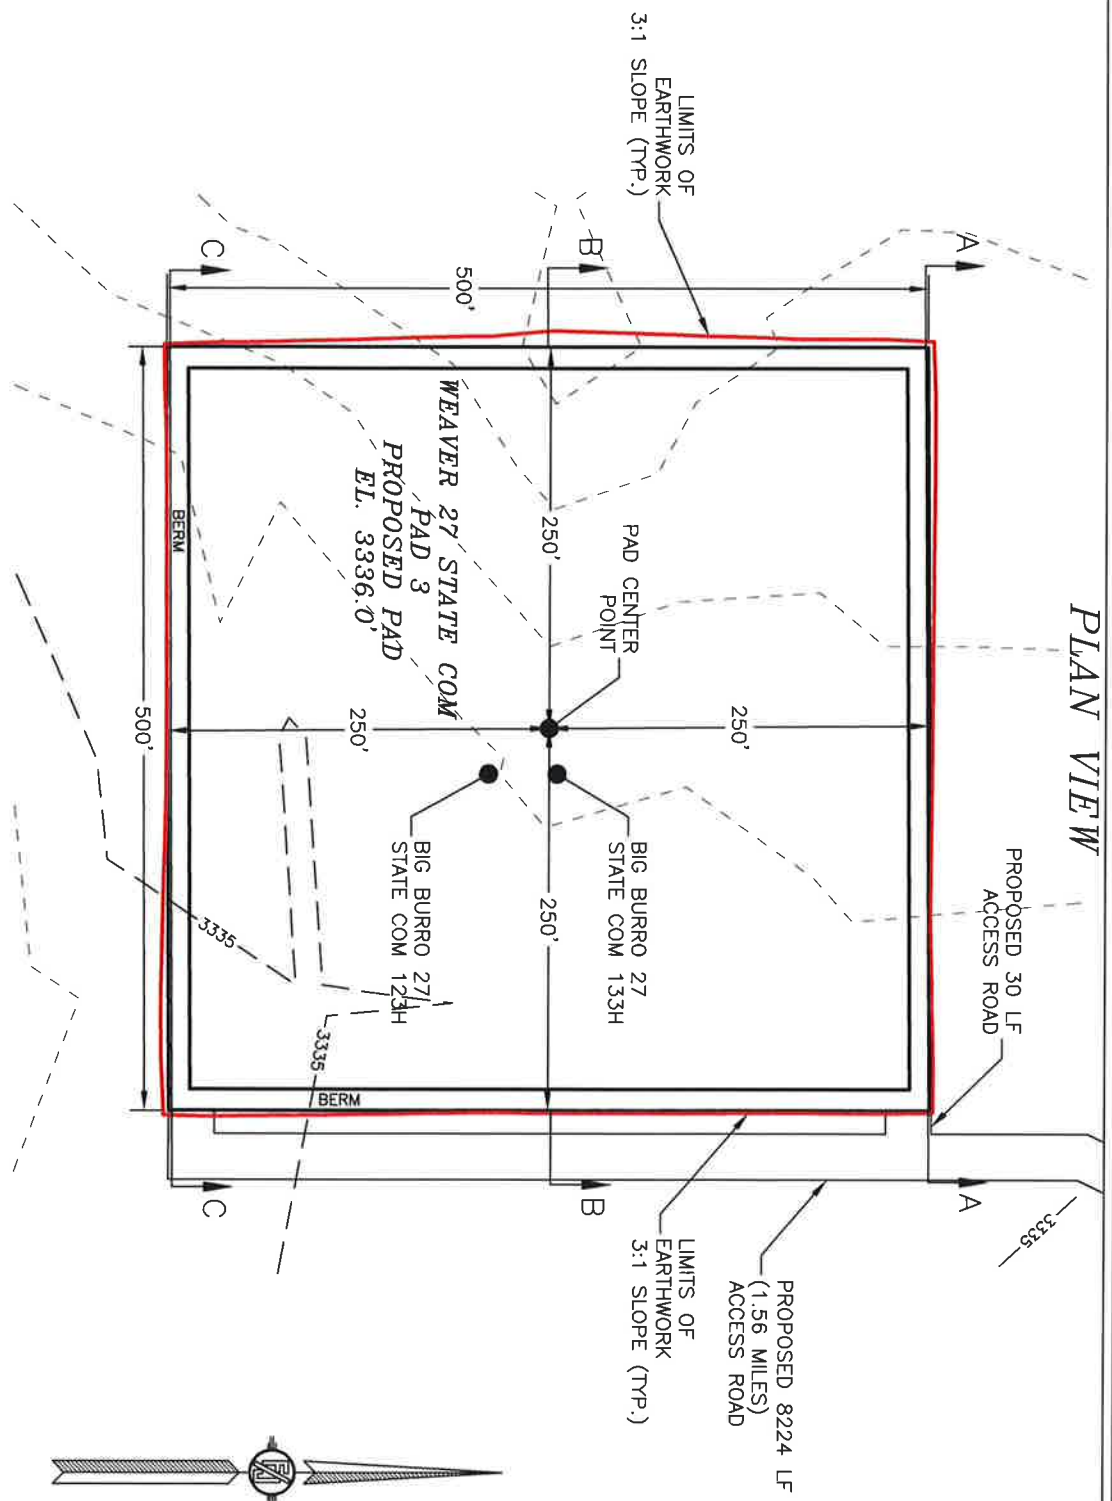 PLAN VIEW
LIMITS OF
EARTHWORK
3:1 SLOPE (TYP.)
PROPOSED 30 LF
ACCESS ROAD
A
A
B
B
C
C
500'
500'
250'
250'
250'
250'
PAD CENTER
POINT
WEAVER 27 STATE COM
PAD 3
PROPOSED PAD
EL. 3336.0'
BIG BURRO 27
STATE COM 133H
BIG BURRO 27
STATE COM 123H
BERM
BERM
3335
3335
3335
LIMITS OF
EARTHWORK
3:1 SLOPE (TYP.)
PROPOSED 8224 LF
(1.56 MILES)
ACCESS ROAD